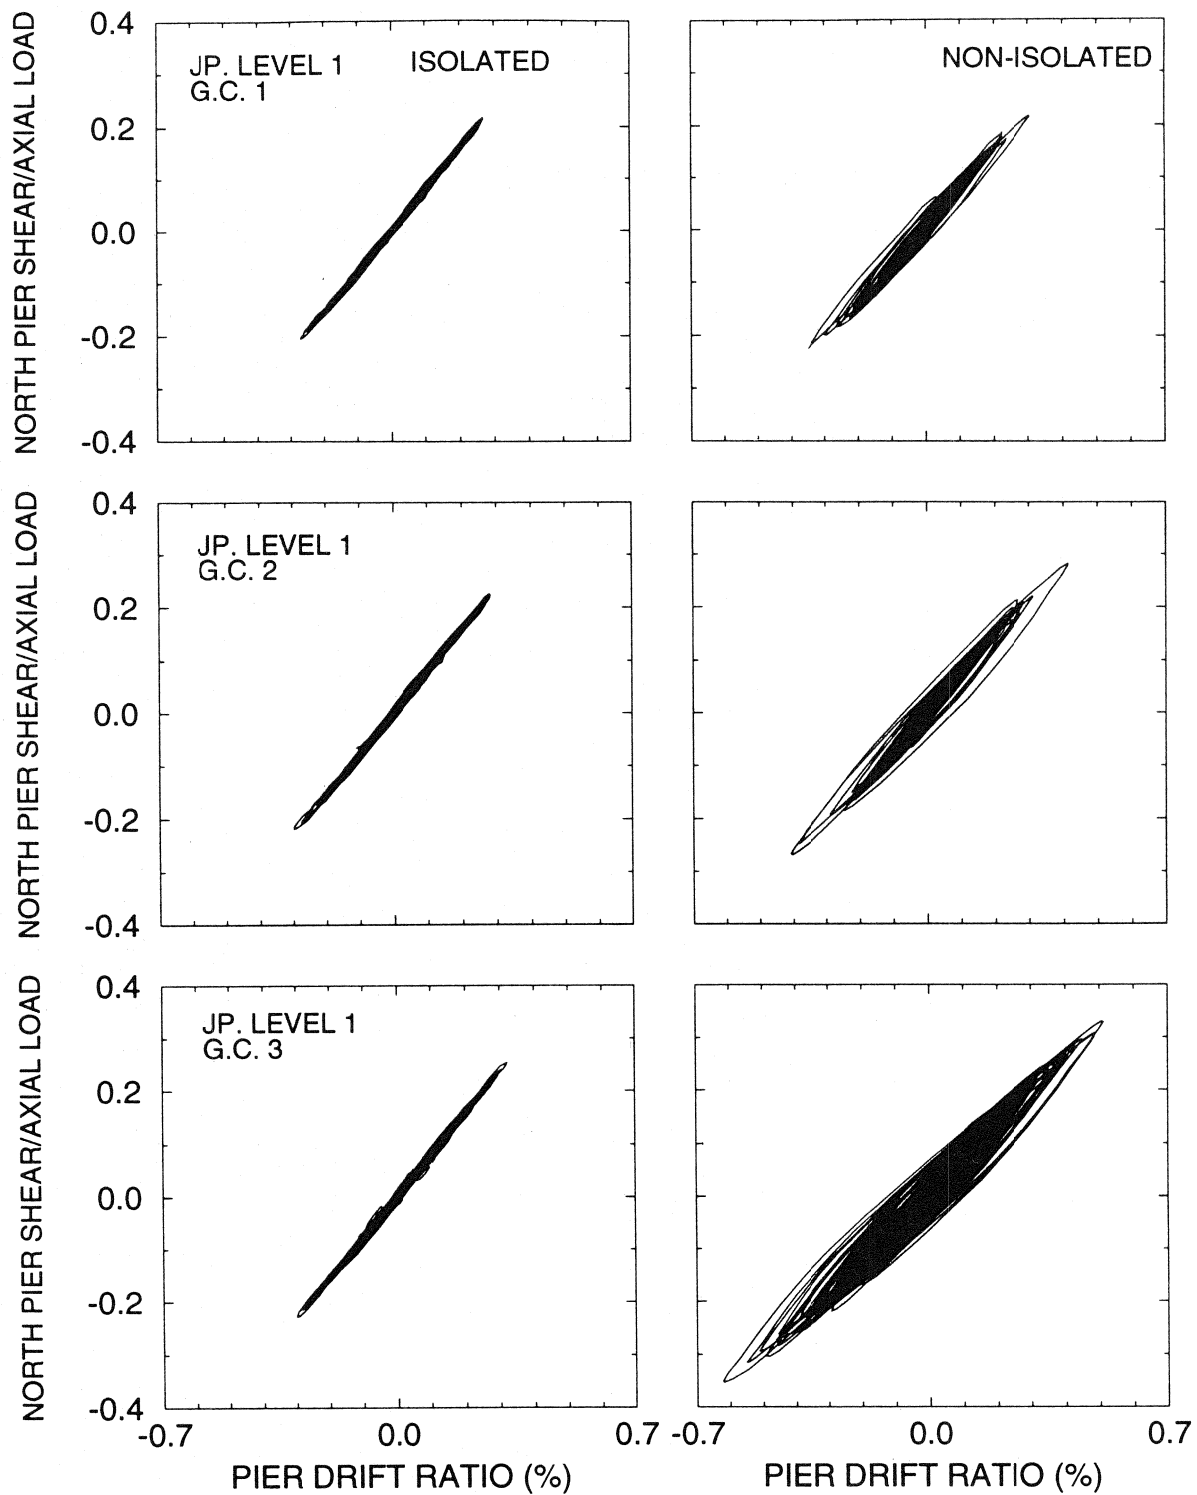 NORTH PIER SHEAR/AXIAL LOAD
0.4
0.2
0.0
-0.2
-0.4
JP. LEVEL 1
G.C. 1
ISOLATED
NON-ISOLATED
NORTH PIER SHEAR/AXIAL LOAD
0.4
0.2
0.0
-0.2
-0.4
JP. LEVEL 1
G.C. 2
NORTH PIER SHEAR/AXIAL LOAD
0.4
0.2
0.0
-0.2
-0.4
JP. LEVEL 1
G.C. 3
-0.7 0.0 0.7
-0.7 0.0 0.7
PIER DRIFT RATIO (%)
PIER DRIFT RATIO (%)